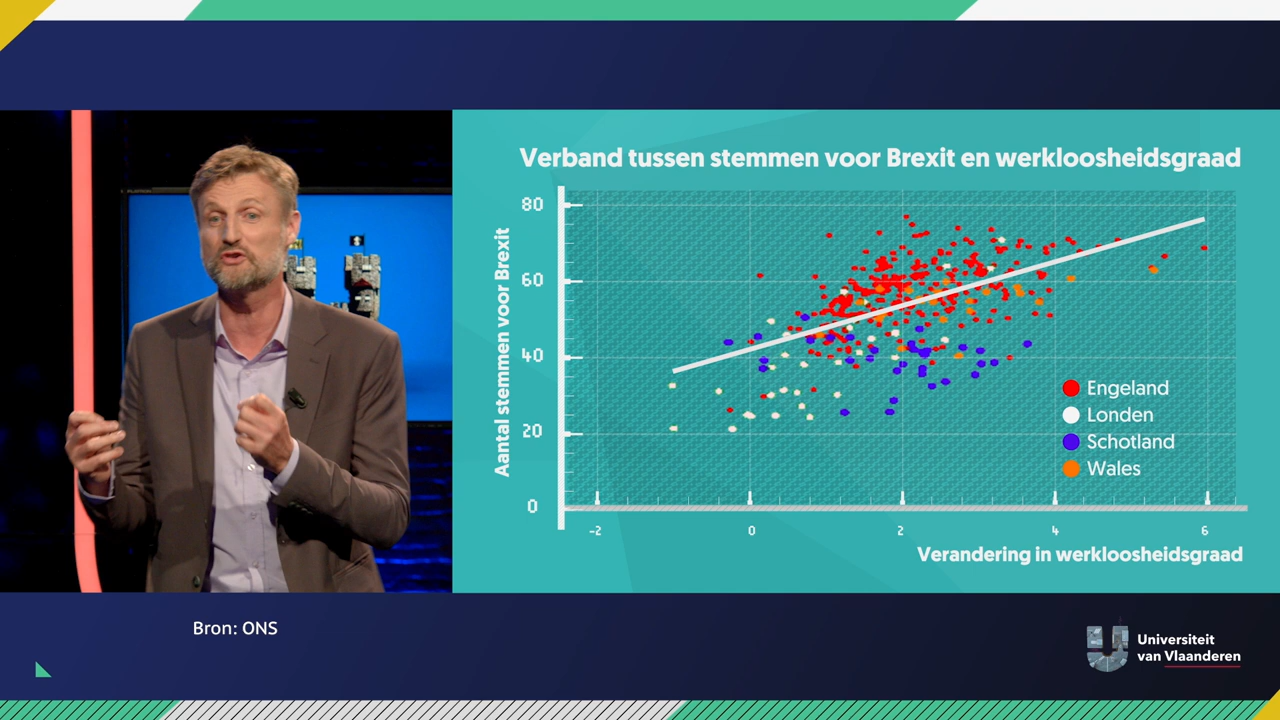 Verband tussen stemmen voor Brexit en werkloosheidsgraad
Aantal stemmen voor Brexit
80
60
40
20
0
-2
0
2
4
6
Engeland
Londen
Schotland
Wales
Verandering in werkloosheidsgraad
Bron: ONS
Universiteit
van Vlaanderen